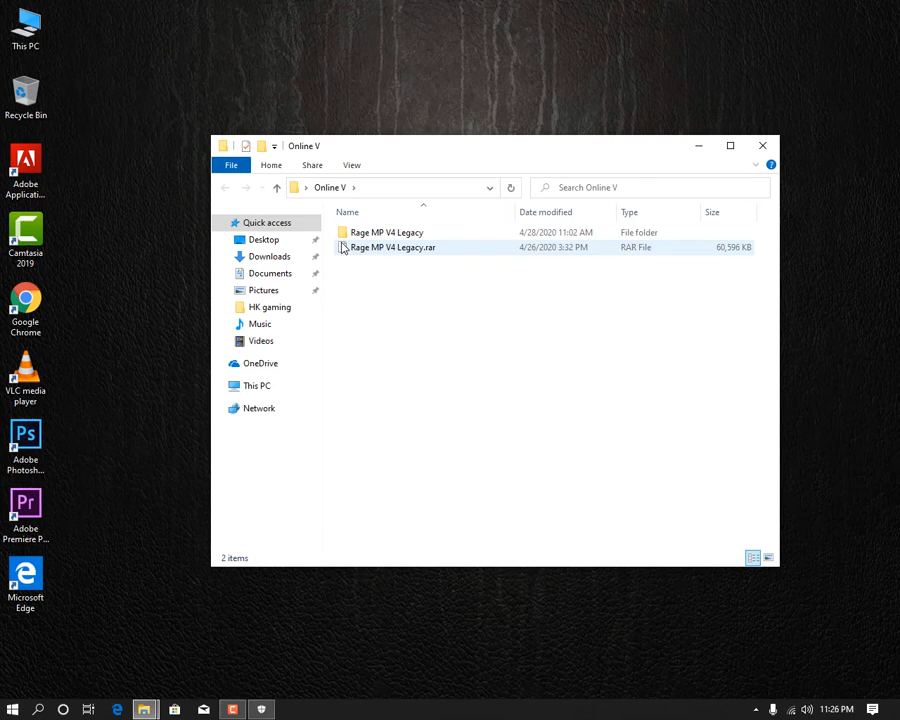 This PC
Recycle Bin
Adobe
Applicati...
Camtasia
2019
Google
Chrome
VLC media
player
Ps
Adobe
Photosh...
Pr
Adobe
Premiere P...
Microsoft
Edge
Online V
File Home Share View
Online V
Search Online V
Name Date modified Type Size
Quick access
Desktop
Downloads
Documents
Pictures
HK gaming
Music
Videos
OneDrive
This PC
Network
Rage MP V4 Legacy 4/28/2020 11:02 AM File folder
Rage MP V4 Legacy.rar 4/26/2020 3:32 PM RAR File 60,596 KB
2 items
11:26 PM